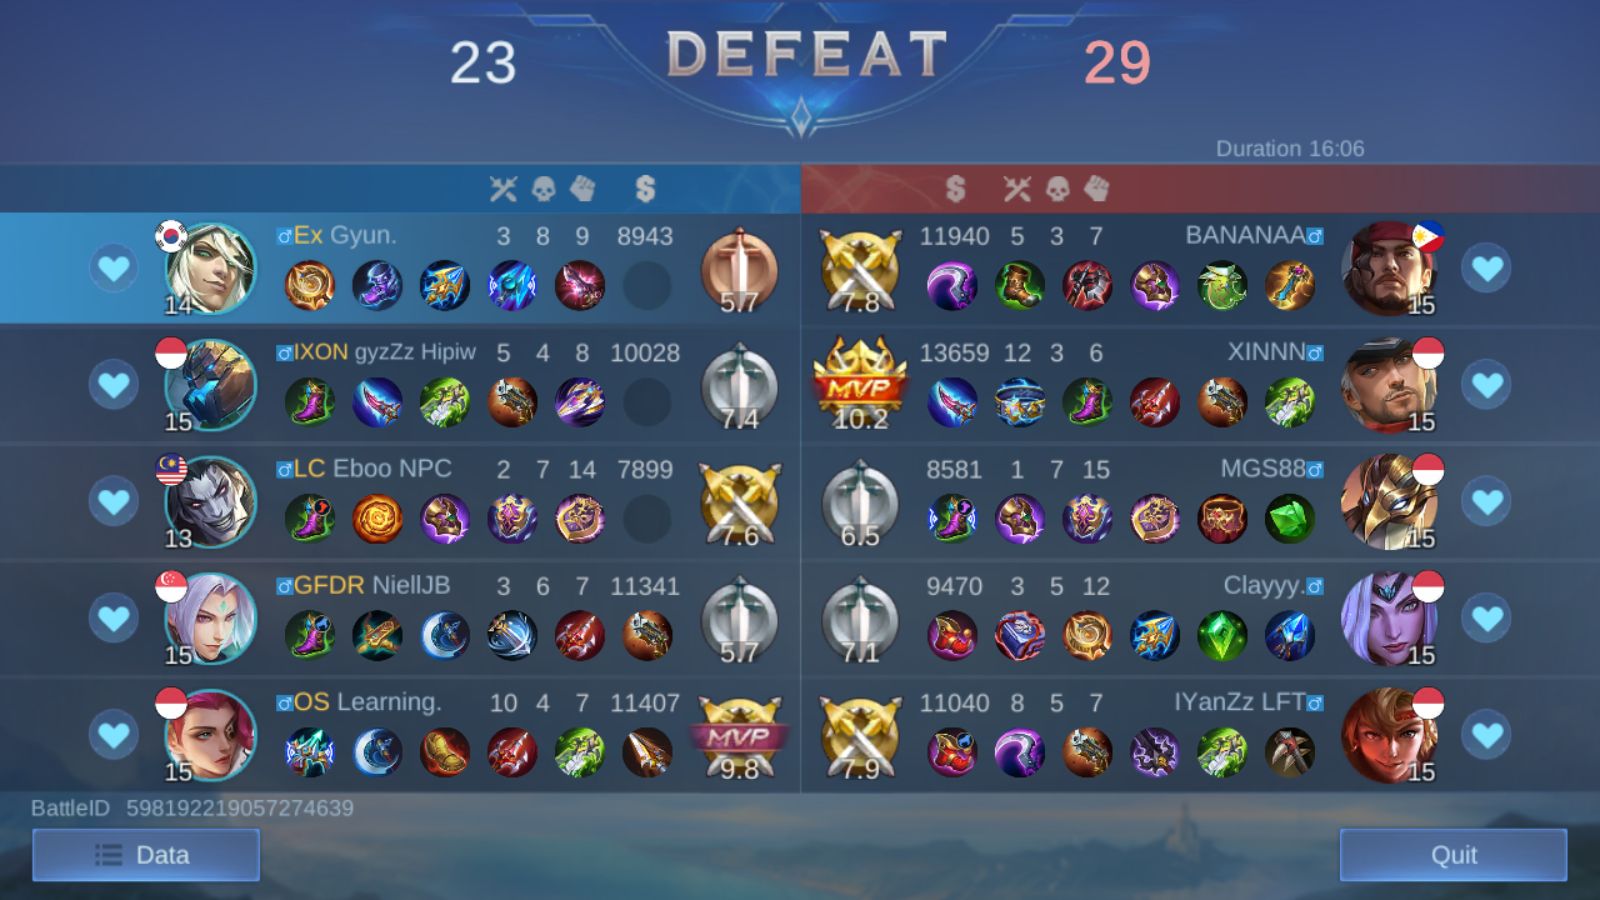 23 DEFEAT 29
Duration 16:06
Ex Gyun. 3 8 9 8943
14 5.7
7.8 11940 5 3 7 BANANAA
15
IXON gyzZz Hipiw 5 4 8 10028
15 7.4
MVP 10.2 13659 12 3 6 XINNN
15
LC Eboo NPC 2 7 14 7899
13 7.6
6.5 8581 1 7 15 MGS88
15
GFDR NiellJB 3 6 7 11341
15 5.7
7.1 9470 3 5 12 Clayyy.
15
OS Learning. 10 4 7 11407
15 MVP 9.8
7.9 11040 8 5 7 IYanZz LFT
15
BattleID 598192219057274639
Data Quit